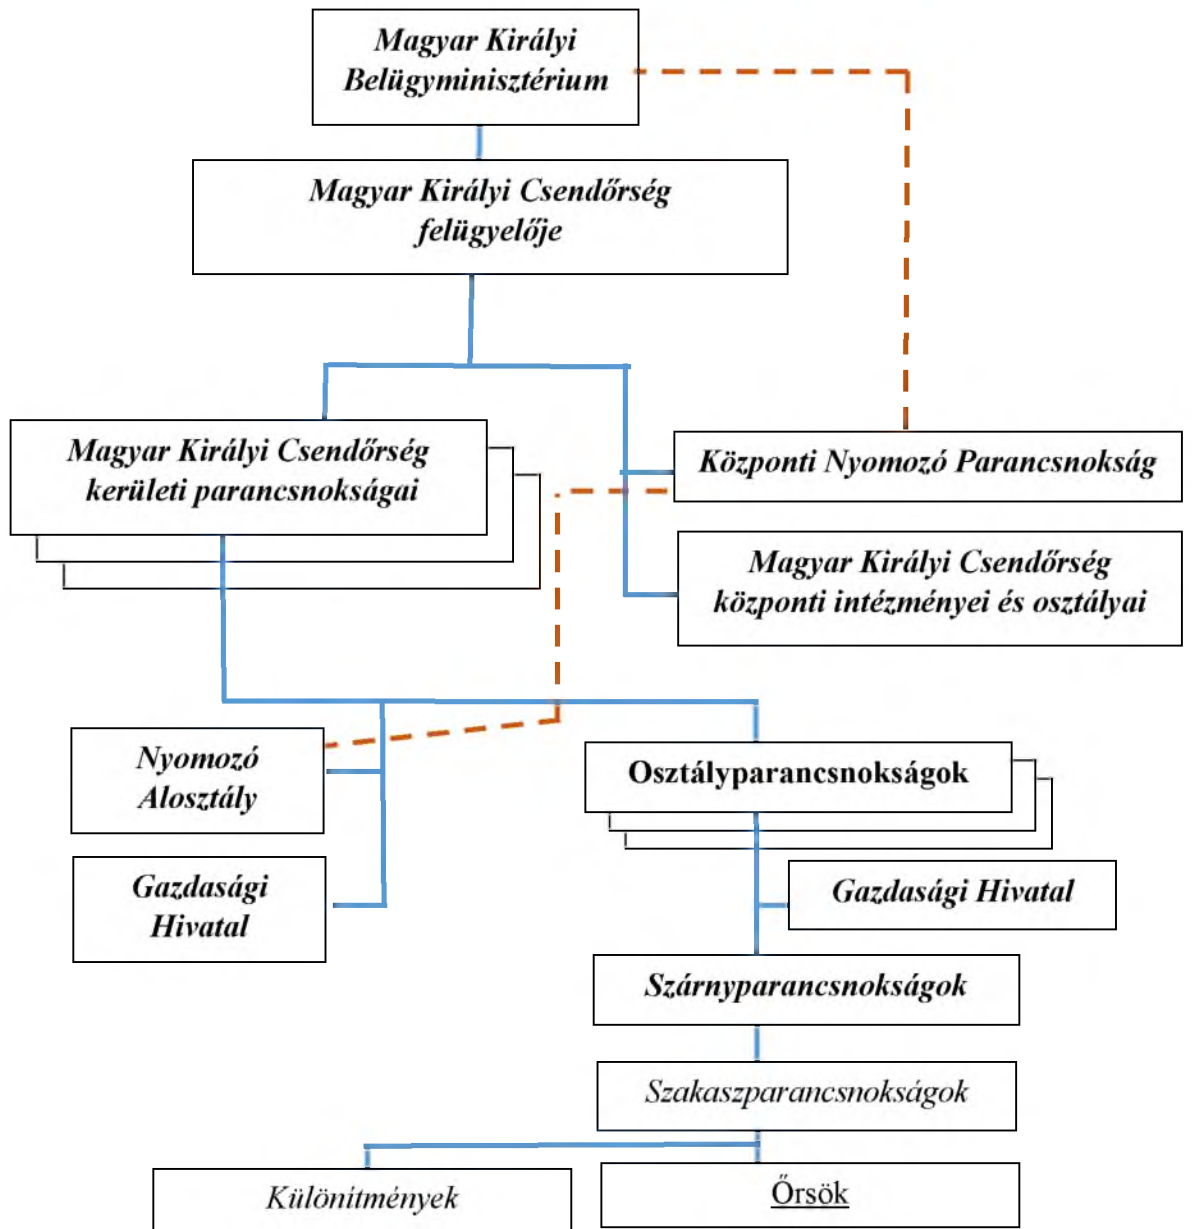 Magyar Királyi
Belügyminisztérium
Magyar Királyi Csendőrség
felügyelője
Magyar Királyi Csendőrség
kerületi parancsnokságai
Központi Nyomozó Parancsnokság
Magyar Királyi Csendőrség
központi intézményei és osztályai
Nyomozó
Alosztály
Osztályparancsnokságok
Gazdasági
Hivatal
Gazdasági Hivatal
Szárnyparancsnokságok
Szakaszparancsnokságok
Különítmények
Őrsök